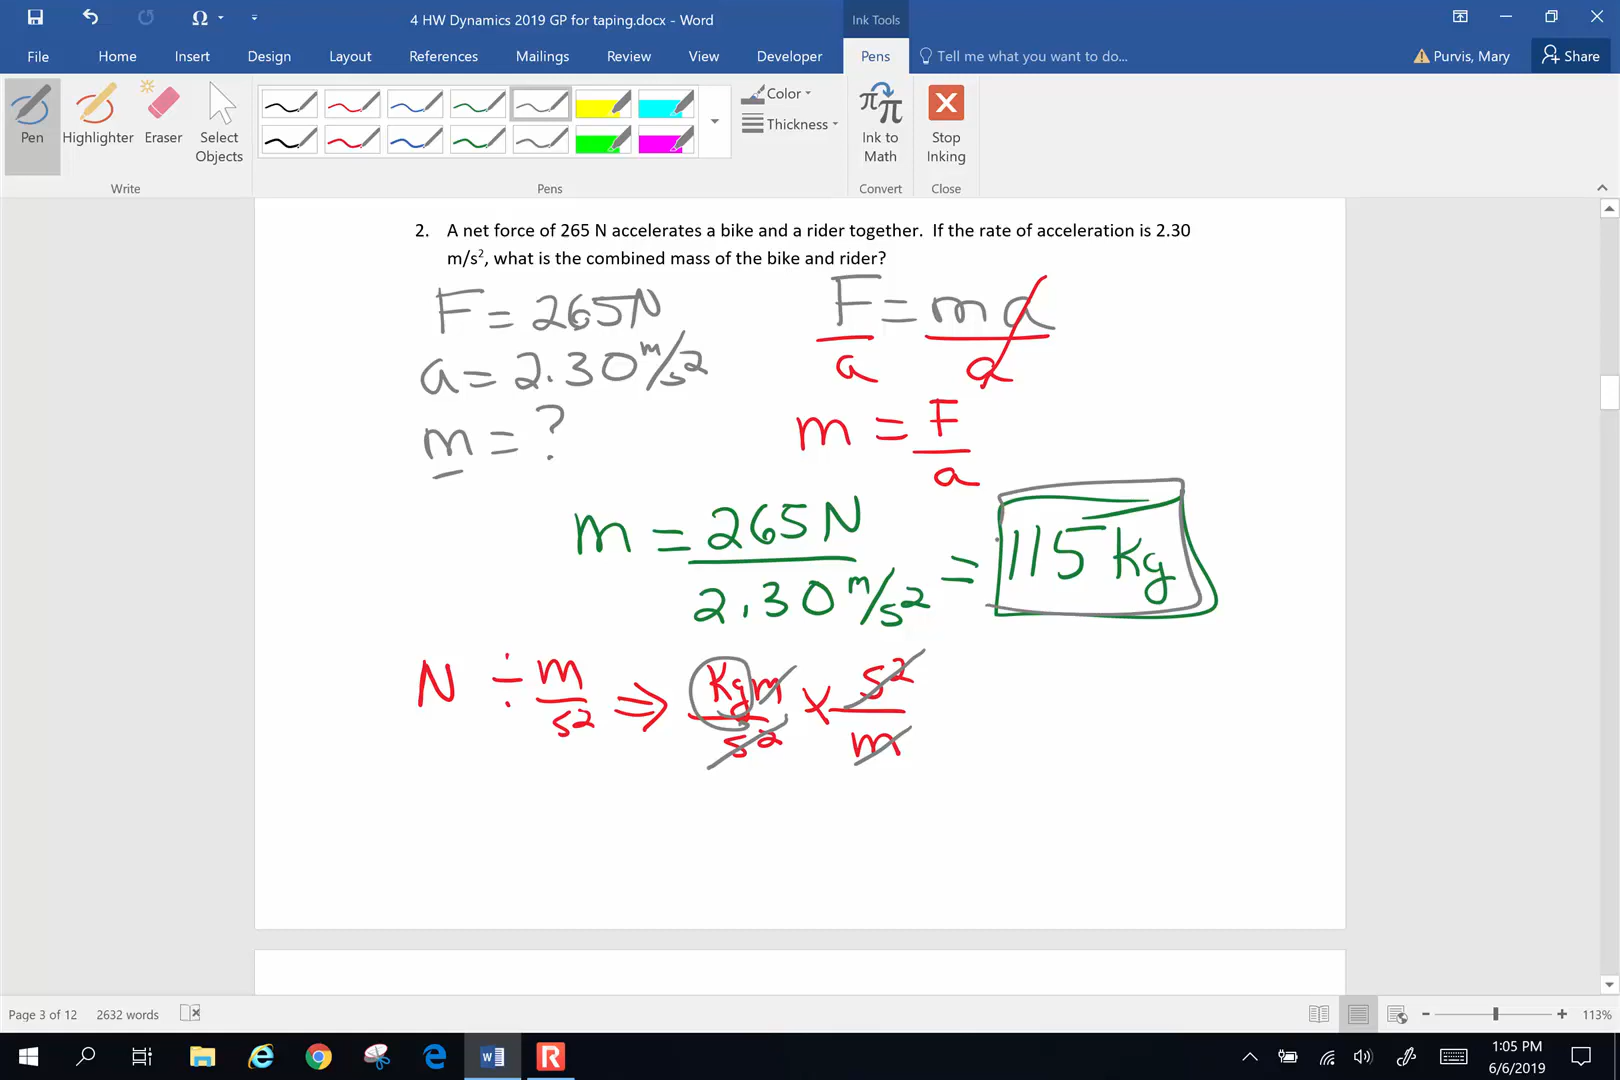 4 HW Dynamics 2019 GP for taping.docx - Word
Ink Tools
File Home Insert Design Layout References Mailings Review View Developer Pens Tell me what you want to do... Purvis, Mary Share
Pen Highlighter Eraser Select Objects
Color
Thickness
Ink to Math
Stop Inking
Write Pens Convert Close
2. A net force of 265 N accelerates a bike and a rider together. If the rate of acceleration is 2.30
m/s², what is the combined mass of the bike and rider?
F = 265N
a = 2.30 m/s2
m = ?
F = ma
a a
m = F
a
m = 265 N
2.30 m/s2
= 115 kg
N ÷ m/s2 ⇒ kgm/s2 × s2/m
Page 3 of 12 2632 words 113%
1:05 PM
6/6/2019